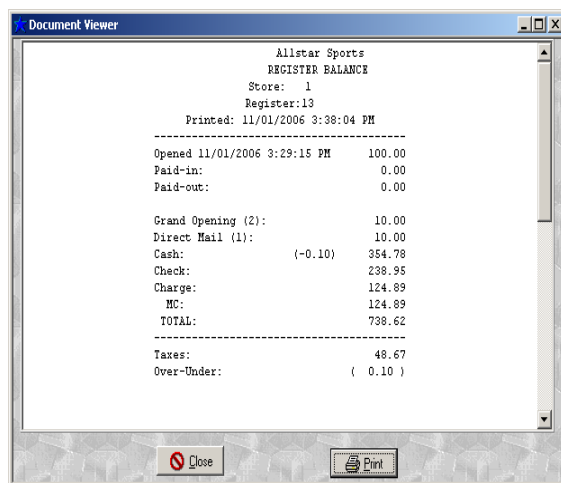 Document Viewer
Allstar Sports
REGISTER BALANCE
Store: 1
Register:13
Printed: 11/01/2006 3:38:04 PM
----------------------------------------
Opened 11/01/2006 3:29:15 PM 100.00
Paid-in: 0.00
Paid-out: 0.00
Grand Opening (2): 10.00
Direct Mail (1): 10.00
Cash: (-0.10) 354.78
Check: 238.95
Charge: 124.89
MC: 124.89
TOTAL: 738.62
----------------------------------------
Taxes: 48.67
Over-Under: ( 0.10 )
Close Print